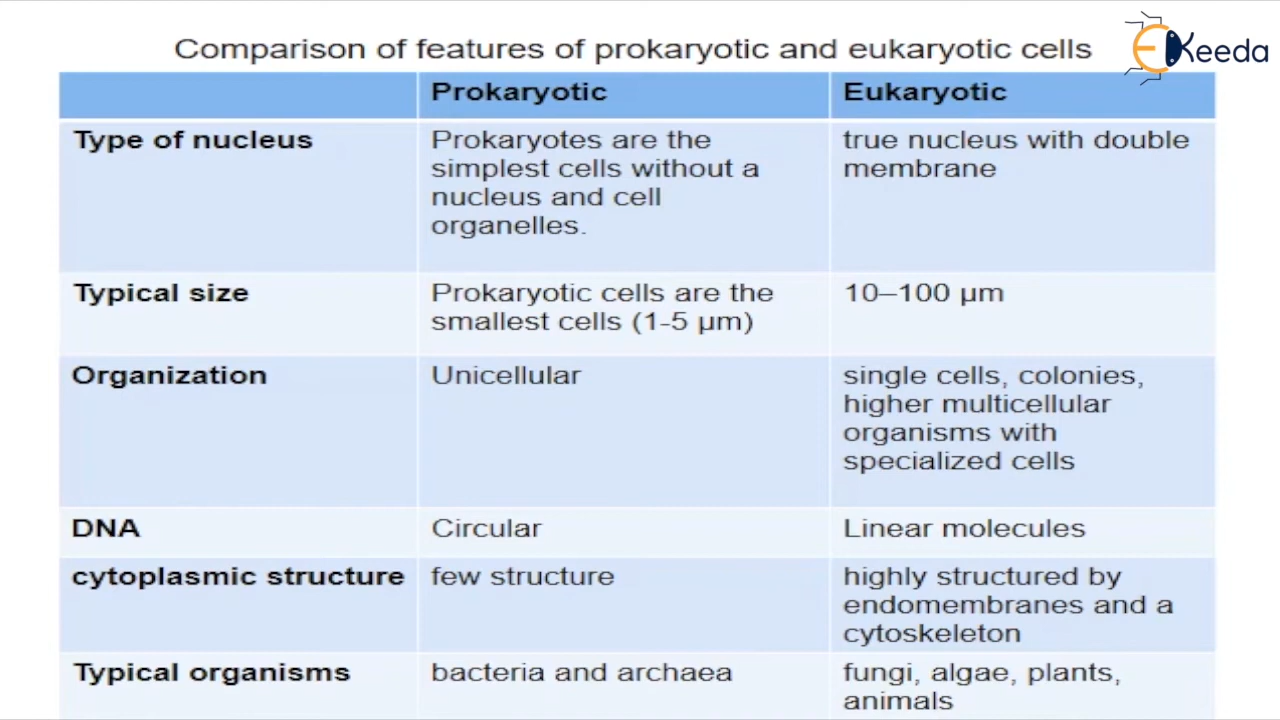 Comparison of features of prokaryotic and eukaryotic cells
EKeeda
Prokaryotic
Eukaryotic
Type of nucleus
Prokaryotes are the
simplest cells without a
nucleus and cell
organelles.
true nucleus with double
membrane
Typical size
Prokaryotic cells are the
smallest cells (1-5 µm)
10–100 µm
Organization
Unicellular
single cells, colonies,
higher multicellular
organisms with
specialized cells
DNA
Circular
Linear molecules
cytoplasmic structure
few structure
highly structured by
endomembranes and a
cytoskeleton
Typical organisms
bacteria and archaea
fungi, algae, plants,
animals